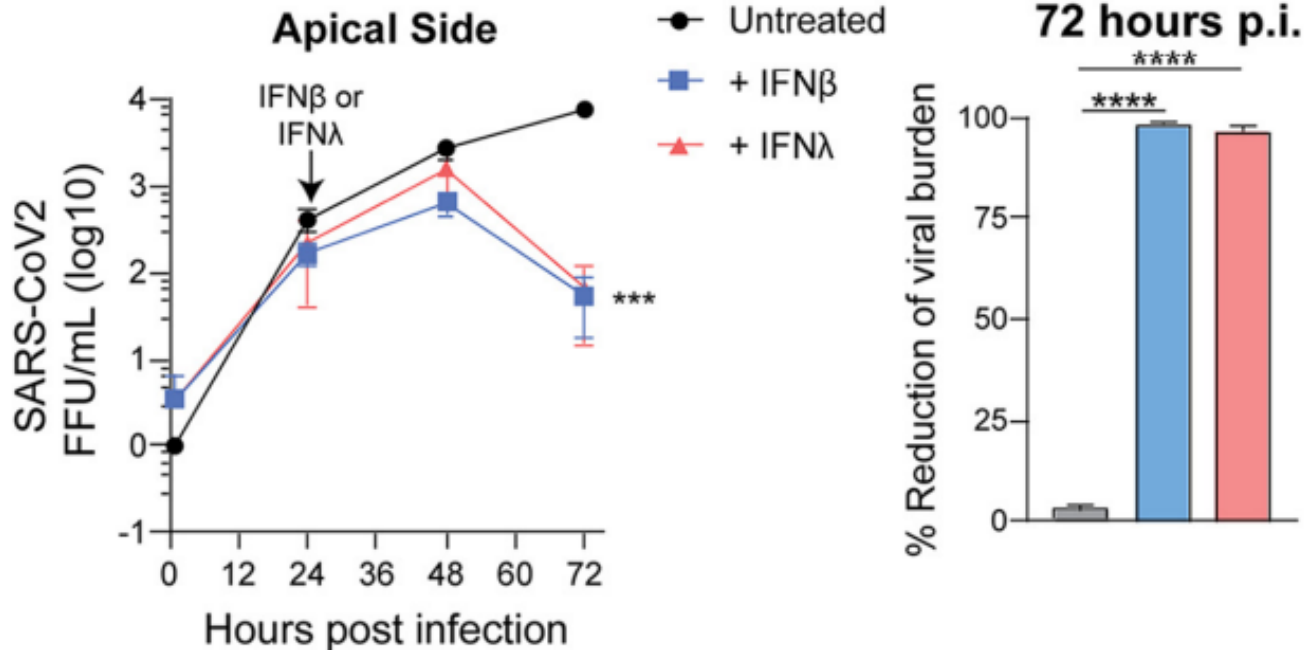 Apical Side
SARS-CoV2
FFU/mL (log10)
4
3
2
1
0
-1
IFNβ or
IFNλ
***
0 12 24 36 48 60 72
Hours post infection
Untreated
+ IFNβ
+ IFNλ
72 hours p.i.
****
****
% Reduction of viral burden
100
75
50
25
0